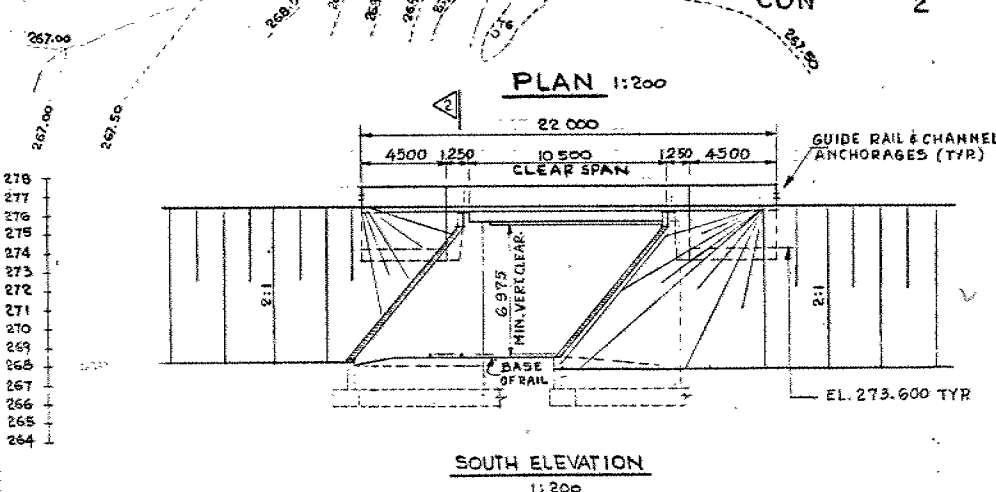 CON 2
267.00
268.5
267.50
267.00
267.50
PLAN 1:200
2
22 000
4500 1250 10 500 1250 4500
CLEAR SPAN
GUIDE RAIL & CHANNEL
ANCHORAGES (TYP.)
278
277
276
275
274
273
272
271
270
269
268
267
266
265
264
2:1
6975
MIN. VERT. CLEAR.
2:1
BASE
OF RAIL
EL. 273.600 TYP.
SOUTH ELEVATION
1:200